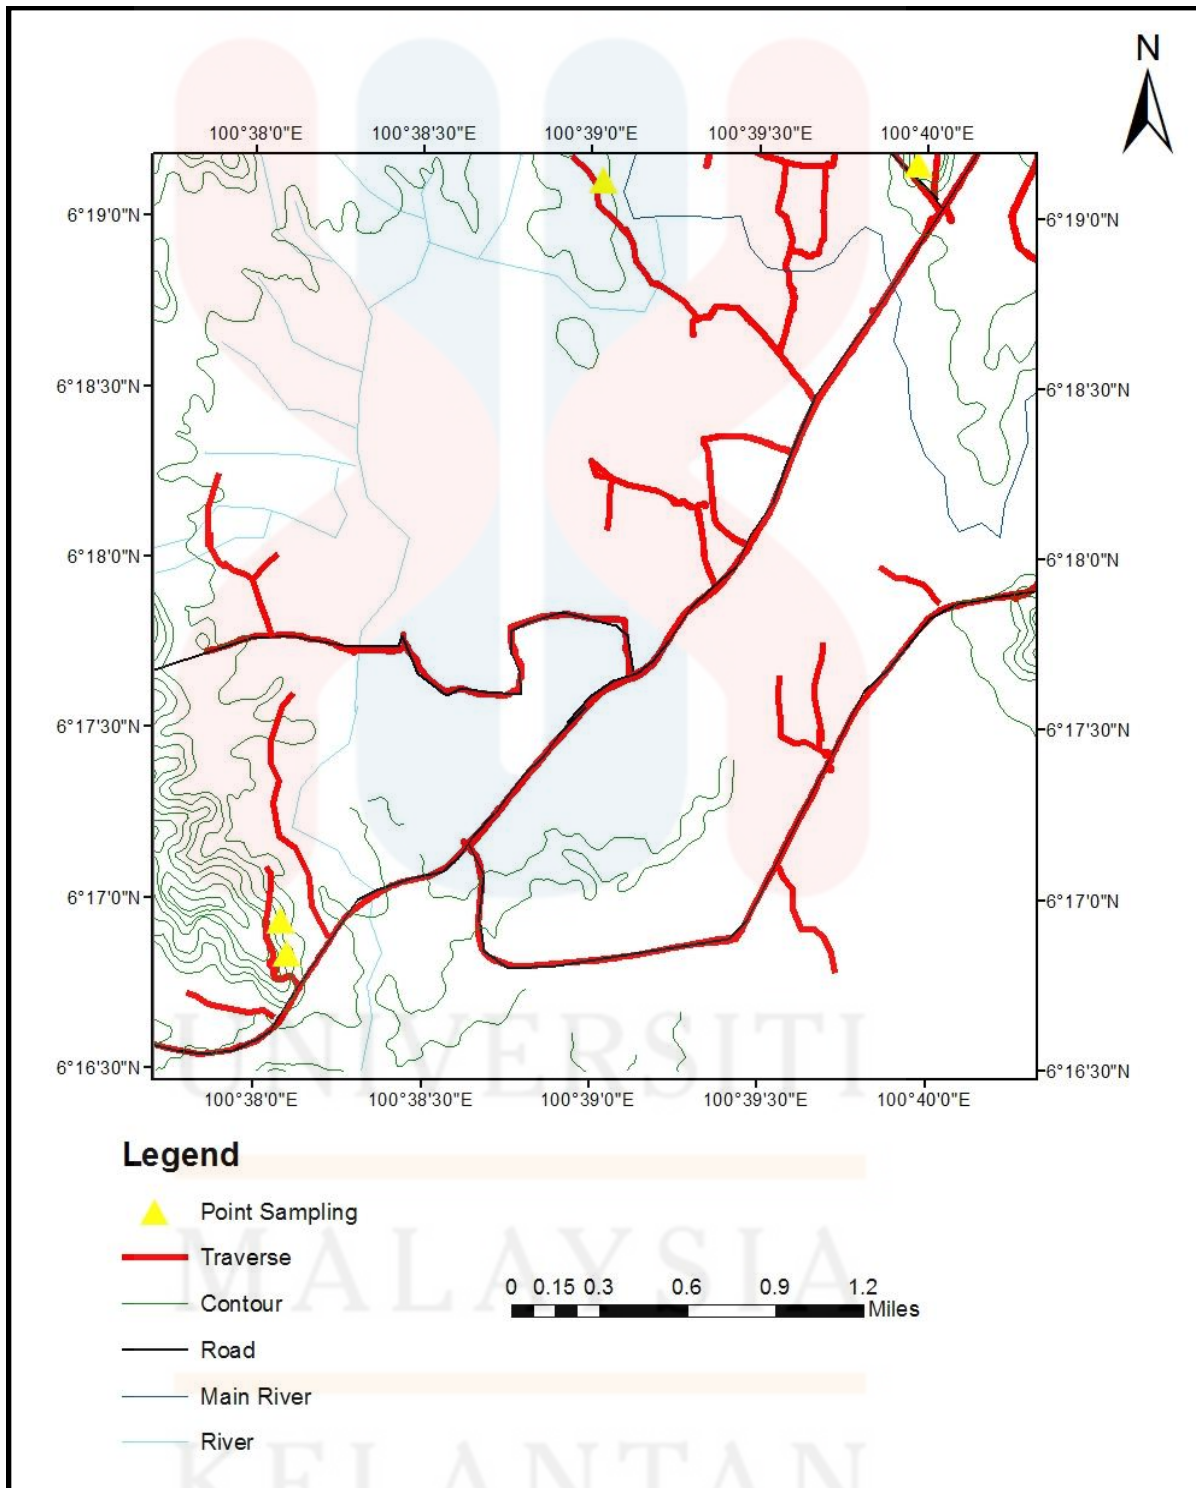 N
100°38'0"E 100°38'30"E 100°39'0"E 100°39'30"E 100°40'0"E
6°19'0"N 6°19'0"N
6°18'30"N 6°18'30"N
6°18'0"N 6°18'0"N
6°17'30"N 6°17'30"N
6°17'0"N 6°17'0"N
6°16'30"N 6°16'30"N
100°38'0"E 100°38'30"E 100°39'0"E 100°39'30"E 100°40'0"E
UNIVERSITI
Legend
Point Sampling
MALAYSIA
Traverse
0 0.15 0.3 0.6 0.9 1.2
Contour
Miles
Road
Main River
River
KELANTAN